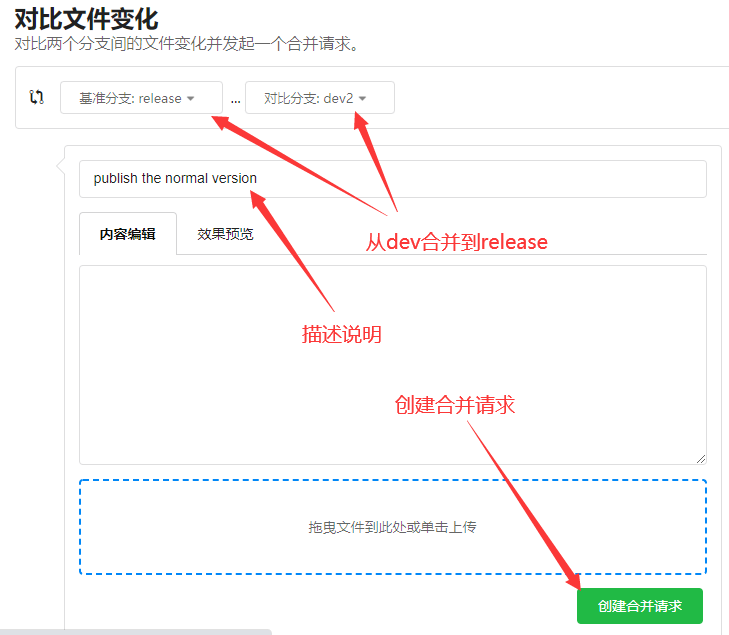 对比文件变化
对比两个分支间的文件变化并发起一个合并请求。
基准分支: release ... 对比分支: dev2
publish the normal version
内容编辑 效果预览
从dev合并到release
描述说明
创建合并请求
拖曳文件到此处或单击上传
创建合并请求